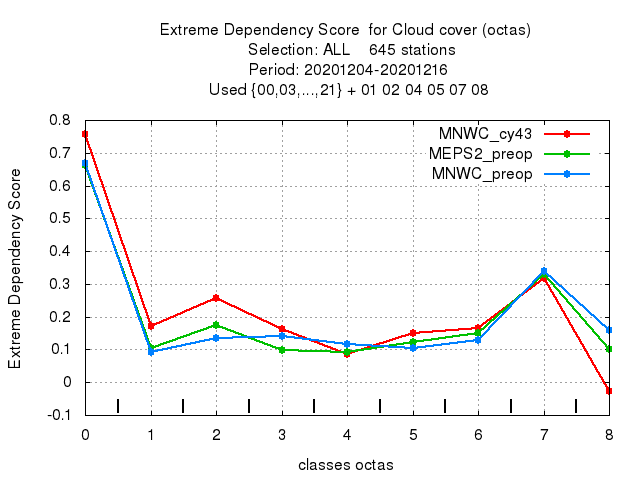 Extreme Dependency Score  for Cloud cover (octas)
Selection: ALL    645 stations
Period: 20201204-20201216
Used {00,03,...,21} + 01 02 04 05 07 08
MNWC_cy43
MEPS2_preop
MNWC_preop
Extreme Dependency Score
0.8
0.7
0.6
0.5
0.4
0.3
0.2
0.1
0
-0.1
0 1 2 3 4 5 6 7 8
classes octas